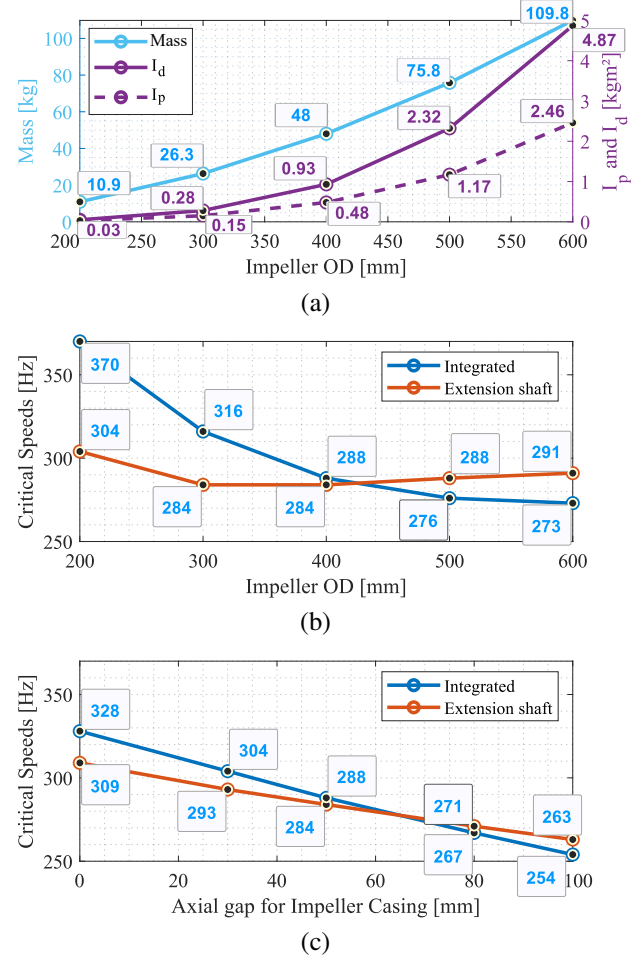 109.8
5
100
Mass
I_d
I_p
4.87
4
80
75.8
Mass [kg]
60
48
2.32
2.46
3
I_p and I_d [kgm²]
40
26.3
0.93
2
20
10.9
0.28
1.17
1
0
0.03
0.15
0.48
0
200 250 300 350 400 450 500 550 600
Impeller OD [mm]
(a)
Critical Speeds [Hz]
350
370
Integrated
Extension shaft
304
316
300
288
288
291
284
284
276
273
250
200 300 400 500 600
Impeller OD [mm]
(b)
Critical Speeds [Hz]
350
Integrated
Extension shaft
328
304
300
309
293
288
284
271
263
267
254
250
0 20 40 60 80 100
Axial gap for Impeller Casing [mm]
(c)